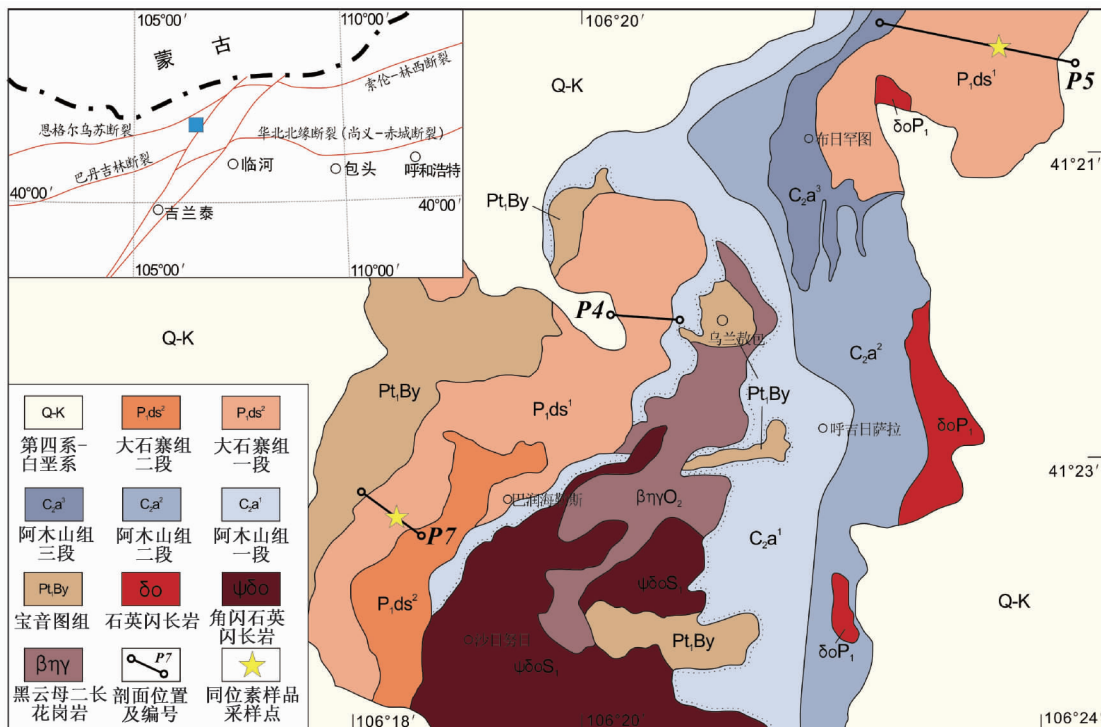 105°00′
110°00′
蒙古
索伦-林西断裂
恩格尔乌苏断裂
华北北缘断裂(尚义-赤城断裂)
巴丹吉林断裂
临河
包头
呼和浩特
40°00′
40°00′
吉兰泰
105°00′
110°00′
106°20′
Q-K
P₁ds¹
P5
δoP₁
布日罕图
41°21′
C₂a³
Pt₁By
P4
乌兰敖包
Q-K
C₂a²
Pt₁By
Pt₁By
P₁ds¹
呼吉日萨拉
δoP₁
41°23′
巴润海勒斯
βηγO₂
P7
C₂a¹
P₁ds²
ψδoS₁
Q-K
Pt₁By
δoP₁
ψδoS₁
106°18′
106°20′
106°24′
Q-K
P₁ds²
P₁ds²
第四系-白垩系
大石寨组二段
大石寨组一段
C₂a³
C₂a²
C₂a¹
阿木山组三段
阿木山组二段
阿木山组一段
Pt₁By
δo
ψδo
宝音图组
石英闪长岩
角闪石英闪长岩
βηγ
P7
黑云母二长花岗岩
剖面位置及编号
同位素样品采样点